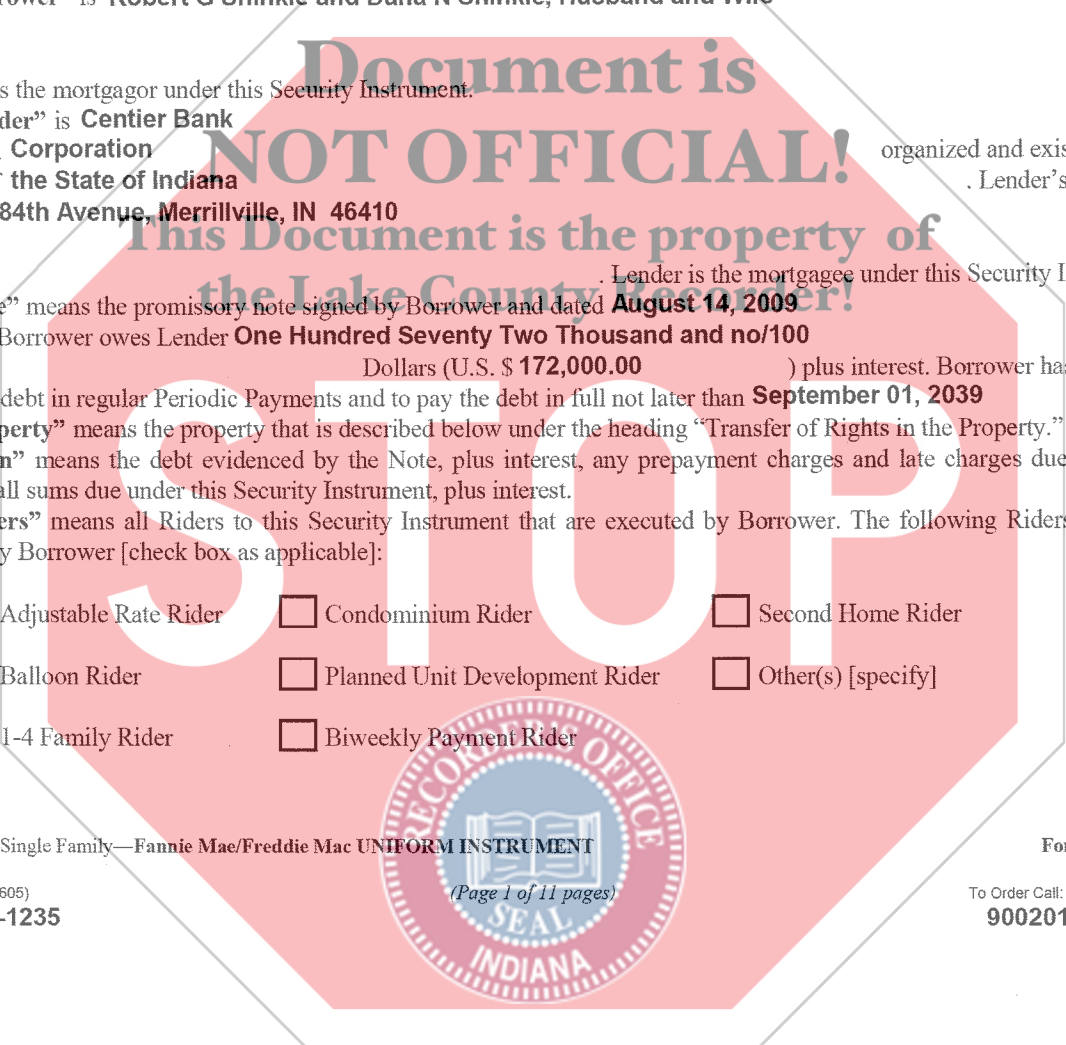 Document is
s the mortgagor under this Security Instrument.
der” is Centier Bank
NOT OFFICIAL!
Corporation organized and exis
the State of Indiana . Lender’s
84th Avenue, Merrillville, IN 46410
This Document is the property of
. Lender is the mortgagee under this Security I
the Lake County Recorder!
e” means the promissory note signed by Borrower and dated August 14, 2009
Borrower owes Lender One Hundred Seventy Two Thousand and no/100
Dollars (U.S. $ 172,000.00 ) plus interest. Borrower has
debt in regular Periodic Payments and to pay the debt in full not later than September 01, 2039
perty” means the property that is described below under the heading “Transfer of Rights in the Property.”
n” means the debt evidenced by the Note, plus interest, any prepayment charges and late charges due
all sums due under this Security Instrument, plus interest.
ers” means all Riders to this Security Instrument that are executed by Borrower. The following Riders
y Borrower [check box as applicable]:
STOP
Adjustable Rate Rider Condominium Rider Second Home Rider
Balloon Rider Planned Unit Development Rider Other(s) [specify]
1-4 Family Rider Biweekly Payment Rider
RECORDER'S OFFICE
Single Family—Fannie Mae/Freddie Mac UNIFORM INSTRUMENT For
605) (Page 1 of 11 pages) To Order Call:
-1235 900201
SEAL
INDIANA